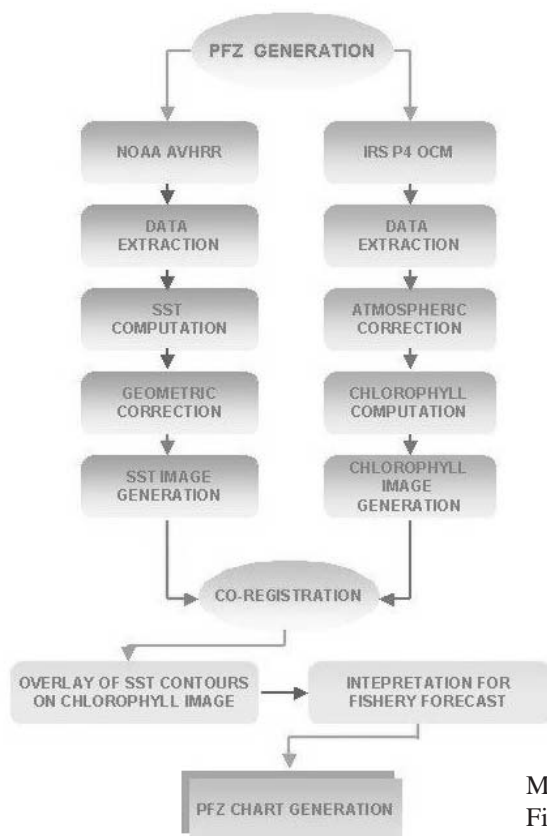 PFZ GENERATION
NOAA AVHRR
IRS P4 OCM
DATA
EXTRACTION
DATA
EXTRACTION
SST
COMPUTATION
ATMOSPHERIC
CORRECTION
GEOMETRIC
CORRECTION
CHLOROPHYLL
COMPUTATION
SST IMAGE
GENERATION
CHLOROPHYLL
IMAGE
GENERATION
CO-REGISTRATION
OVERLAY OF SST CONTOURS
ON CHLOROPHYLL IMAGE
INTEPRETATION FOR
FISHERY FORECAST
PFZ CHART GENERATION
M
Fi